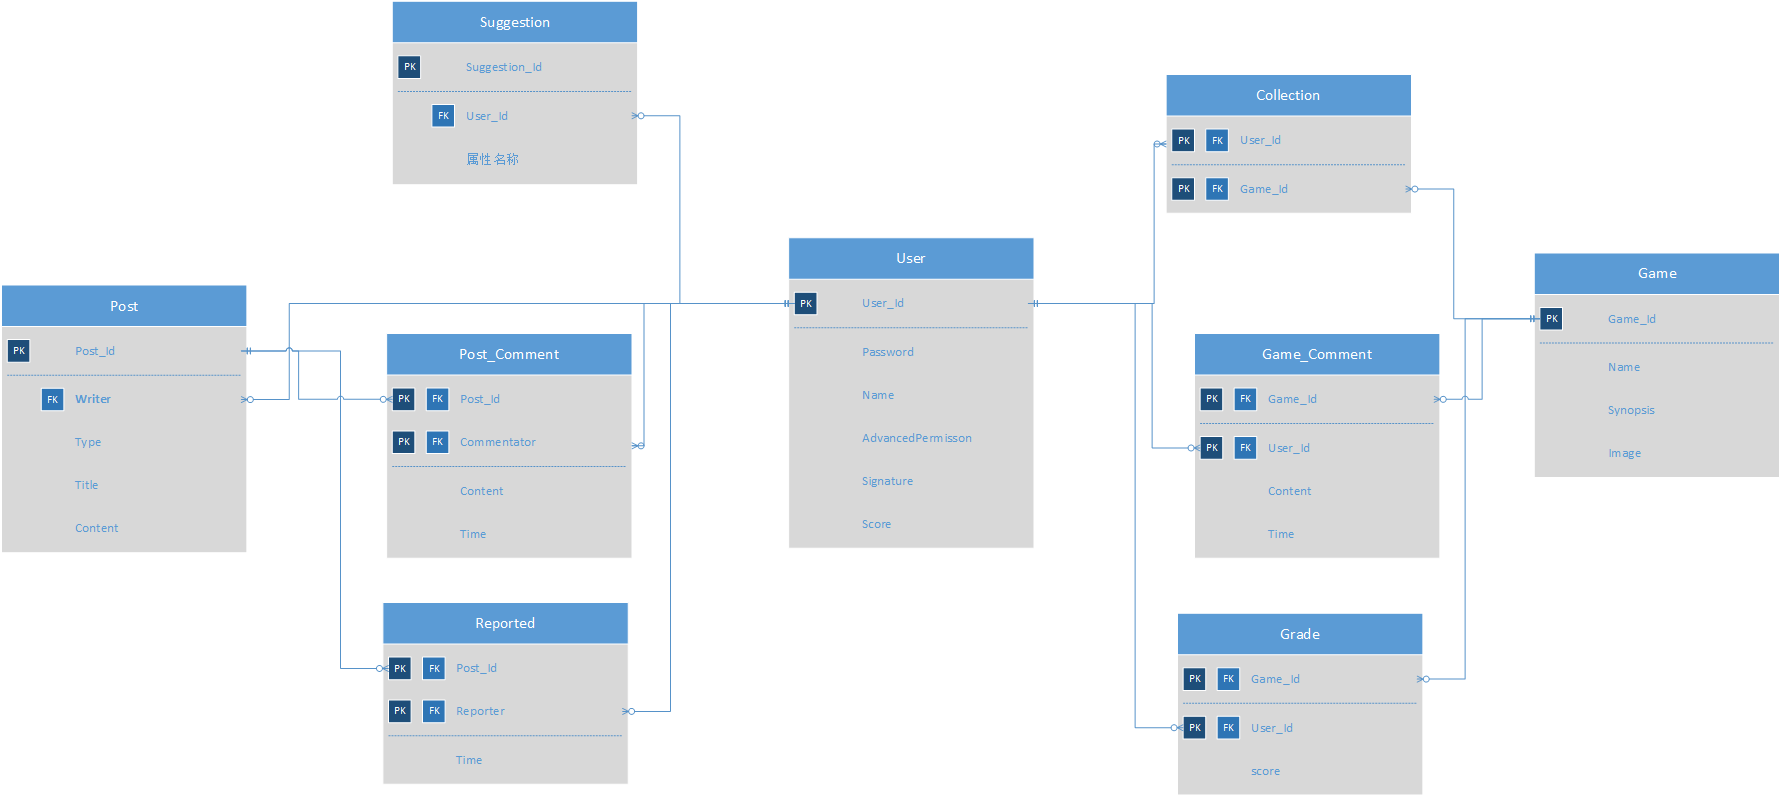 Suggestion
PK Suggestion_Id
FK User_Id
属性名称
Collection
PK FK User_Id
PK FK Game_Id
User
PK User_Id
Password
Name
AdvancedPermisson
Signature
Score
Game
PK Game_Id
Name
Synopsis
Image
Post
PK Post_Id
FK Writer
Type
Title
Content
Post_Comment
PK FK Post_Id
PK FK Commentator
Content
Time
Game_Comment
PK FK Game_Id
PK FK User_Id
Content
Time
Reported
PK FK Post_Id
PK FK Reporter
Time
Grade
PK FK Game_Id
PK FK User_Id
score